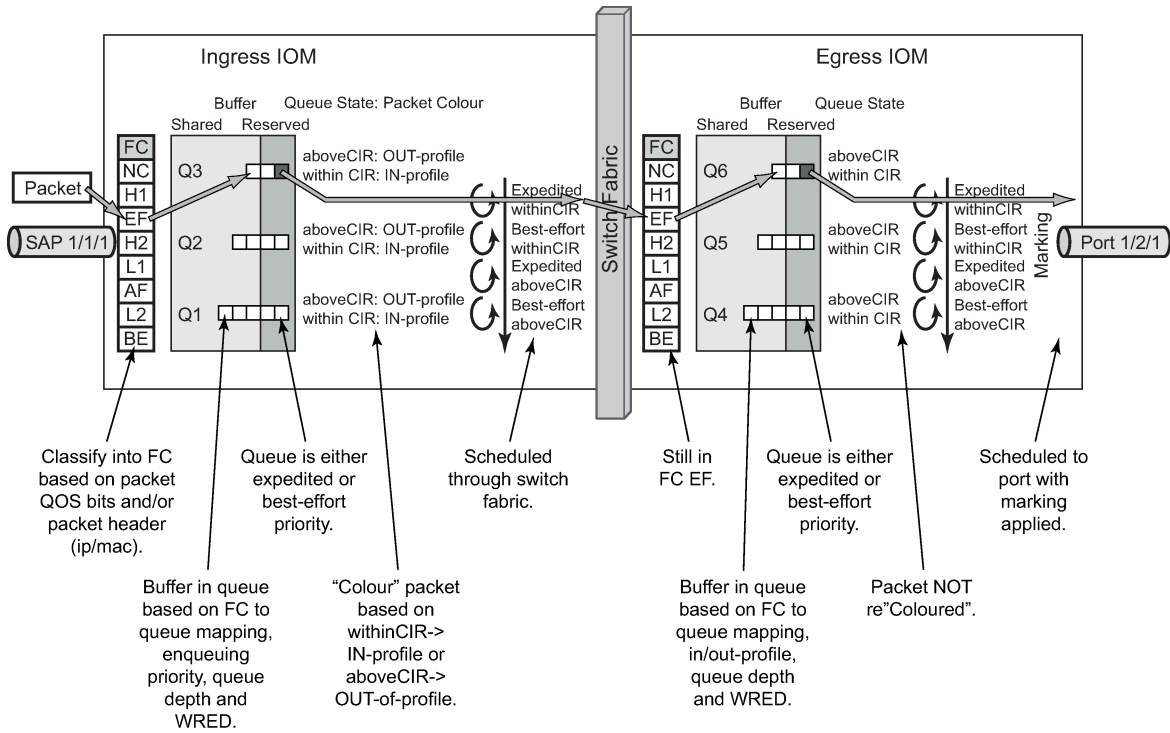 Ingress IOM
Buffer
Queue State: Packet Colour
Shared
Reserved
FC
NC
H1
EF
H2
L1
AF
L2
BE
Packet
SAP 1/1/1
Q3
aboveCIR: OUT-profile
within CIR: IN-profile
Q2
aboveCIR: OUT-profile
within CIR: IN-profile
Q1
aboveCIR: OUT-profile
within CIR: IN-profile
Expedited
withinCIR
Best-effort
withinCIR
Expedited
aboveCIR
Best-effort
aboveCIR
Switch Fabric
Egress IOM
Buffer
Queue State
Shared
Reserved
FC
NC
H1
EF
H2
L1
AF
L2
BE
Q6
aboveCIR
within CIR
Q5
aboveCIR
within CIR
Q4
aboveCIR
within CIR
Expedited
withinCIR
Best-effort
withinCIR
Expedited
aboveCIR
Best-effort
aboveCIR
Marking
Port 1/2/1
Classify into FC
based on packet
QOS bits and/or
packet header
(ip/mac).
Queue is either
expedited or
best-effort
priority.
Scheduled
through switch
fabric.
Still in
FC EF.
Queue is either
expedited or
best-effort
priority.
Scheduled to
port with
marking
applied.
Buffer in queue
based on FC to
queue mapping,
enqueuing
priority, queue
depth and
WRED.
“Colour” packet
based on
withinCIR->
IN-profile or
aboveCIR->
OUT-of-profile.
Buffer in queue
based on FC to
queue mapping,
in/out-profile,
queue depth
and WRED.
Packet NOT
re”Coloured”.